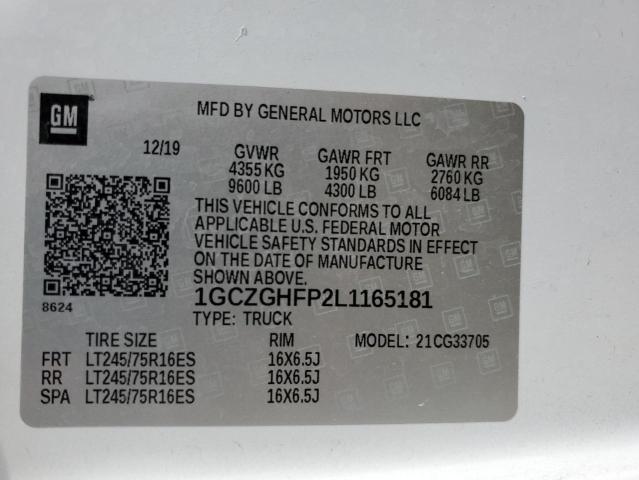 GM
MFD BY GENERAL MOTORS LLC
12/19 GVWR GAWR FRT GAWR RR
4355 KG 1950 KG 2760 KG
9600 LB 4300 LB 6084 LB
THIS VEHICLE CONFORMS TO ALL
APPLICABLE U.S. FEDERAL MOTOR
VEHICLE SAFETY STANDARDS IN EFFECT
ON THE DATE OF MANUFACTURE
SHOWN ABOVE.
8624
1GCZGHFP2L1165181
TYPE: TRUCK
TIRE SIZE RIM MODEL: 21CG33705
FRT LT245/75R16ES 16X6.5J
RR LT245/75R16ES 16X6.5J
SPA LT245/75R16ES 16X6.5J